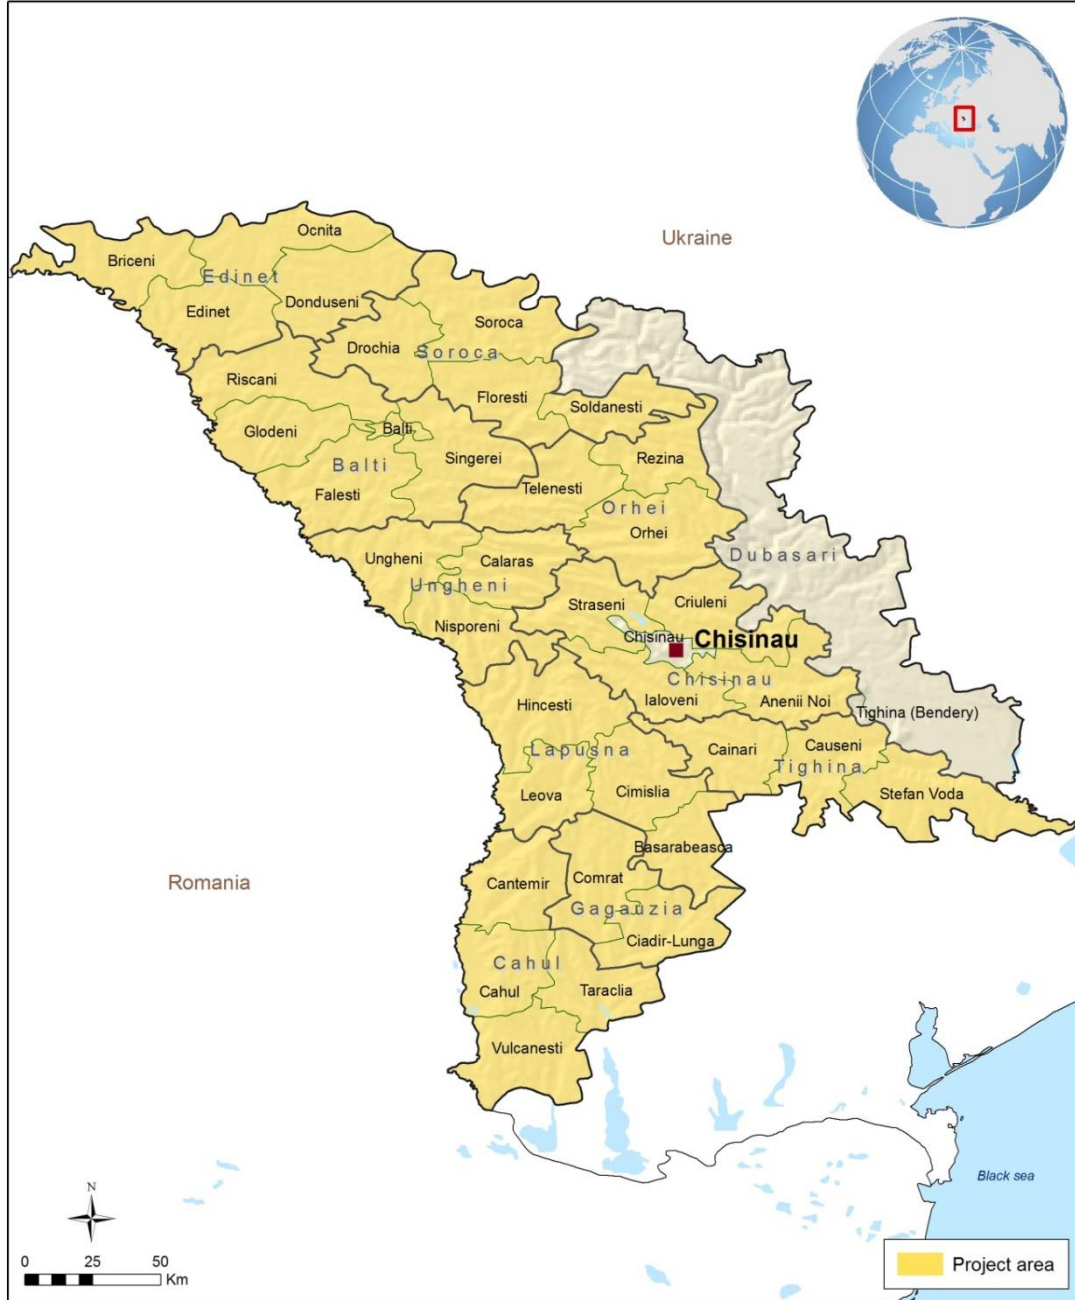 Ukraine
Ocnita
Briceni
Edinet
Donduseni
Edinet
Soroca
Drochia
Soroca
Riscani
Floresti
Soldanesti
Glodeni
Balti
Singerei
Rezina
Balti
Falesti
Telenesti
Orhei
Orhei
Dubasari
Ungheni
Calaras
Ungheni
Straseni
Criuleni
Nisporeni
Chisinau
Chisinau
Chisinau
Ialoveni
Anenii Noi
Hincesti
Tighina (Bendery)
Lapusna
Cainari
Causeni
Tighina
Leova
Cimislia
Stefan Voda
Basarabeasca
Romania
Cantemir
Comrat
Gagauzia
Ciadir-Lunga
Cahul
Cahul
Taraclia
Vulcanesti
Black sea
N
0 25 50
Km
Project area